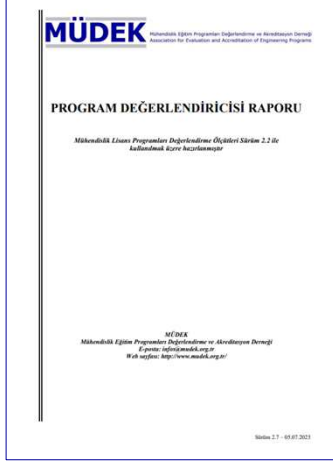 MÜDEK
Mühendislik Eğitim Programları Değerlendirme ve Akreditasyon Derneği
Association for Evaluation and Accreditation of Engineering Programs
PROGRAM DEĞERLENDİRİCİSİ RAPORU
Mühendislik Lisans Programları Değerlendirme Ölçütleri Sürüm 2.2 ile
kullanılmak üzere hazırlanmıştır
MÜDEK
Mühendislik Eğitim Programları Değerlendirme ve Akreditasyon Derneği
E-posta: infos@mudek.org.tr
Web sayfası: http://www.mudek.org.tr/
Sürüm 2.7 - 03.07.2023